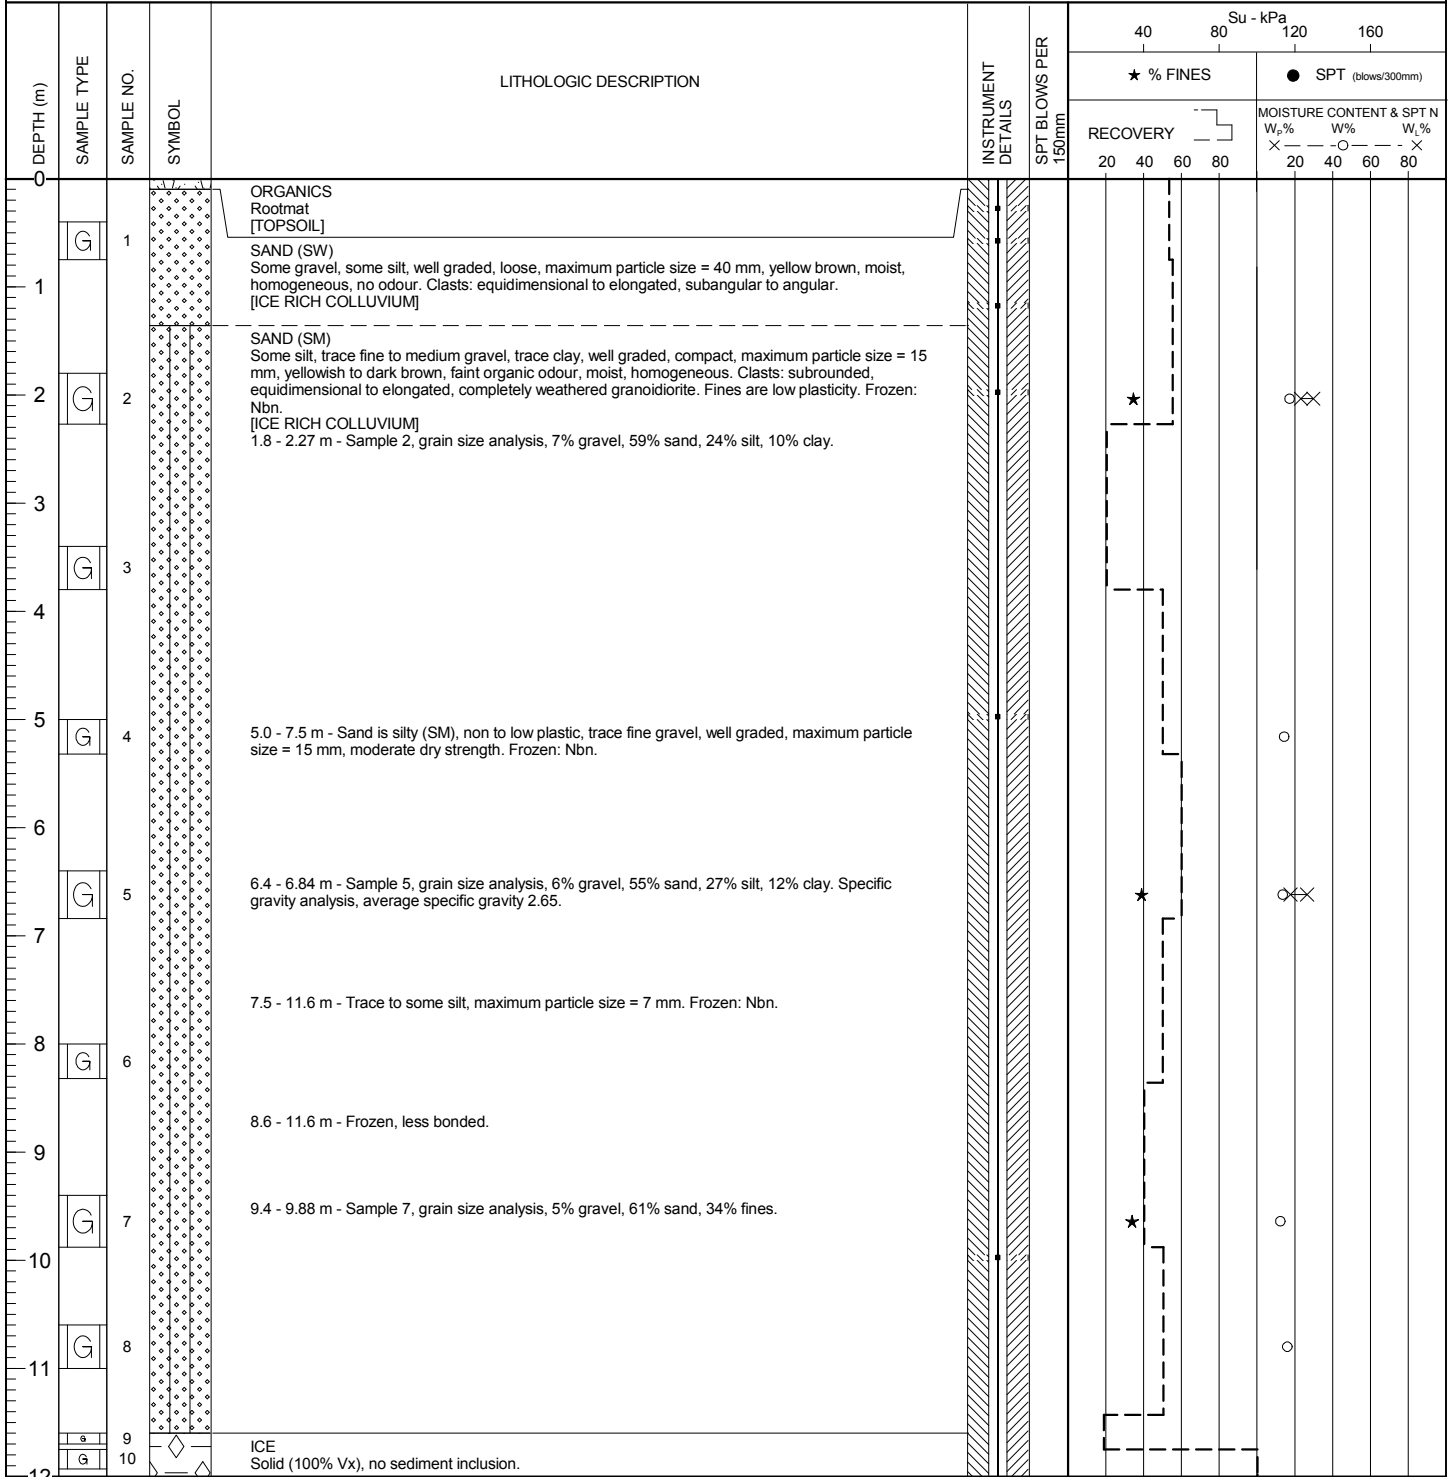 DEPTH (m)
SAMPLE TYPE
SAMPLE NO.
SYMBOL
LITHOLOGIC DESCRIPTION
INSTRUMENT
DETAILS
SPT BLOWS PER
150mm
Su - kPa
40 80 120 160
★ % FINES
● SPT (blows/300mm)
RECOVERY
MOISTURE CONTENT & SPT N
WP% W% WL%
20 40 60 80 20 40 60 80
0
ORGANICS
Rootmat
[TOPSOIL]
G 1
SAND (SW)
Some gravel, some silt, well graded, loose, maximum particle size = 40 mm, yellow brown, moist,
homogeneous, no odour. Clasts: equidimensional to elongated, subangular to angular.
[ICE RICH COLLUVIUM]
1
SAND (SM)
Some silt, trace fine to medium gravel, trace clay, well graded, compact, maximum particle size = 15
mm, yellowish to dark brown, faint organic odour, moist, homogeneous. Clasts: subrounded,
equidimensional to elongated, completely weathered granoidiorite. Fines are low plasticity. Frozen:
Nbn.
[ICE RICH COLLUVIUM]
2
G 2
1.8 - 2.27 m - Sample 2, grain size analysis, 7% gravel, 59% sand, 24% silt, 10% clay.
3
G 3
4
5
G 4
5.0 - 7.5 m - Sand is silty (SM), non to low plastic, trace fine gravel, well graded, maximum particle
size = 15 mm, moderate dry strength. Frozen: Nbn.
6
G 5
6.4 - 6.84 m - Sample 5, grain size analysis, 6% gravel, 55% sand, 27% silt, 12% clay. Specific
gravity analysis, average specific gravity 2.65.
7
7.5 - 11.6 m - Trace to some silt, maximum particle size = 7 mm. Frozen: Nbn.
8
G 6
8.6 - 11.6 m - Frozen, less bonded.
9
G 7
9.4 - 9.88 m - Sample 7, grain size analysis, 5% gravel, 61% sand, 34% fines.
10
G 8
11
G 9
G 10
ICE
Solid (100% Vx), no sediment inclusion.
12